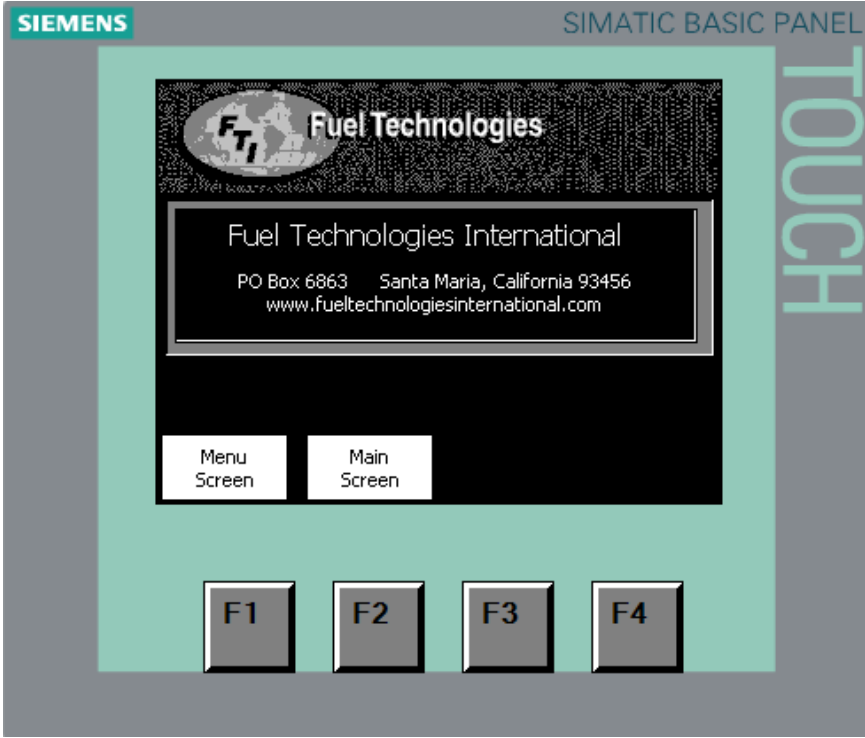 SIEMENS
SIMATIC BASIC PANEL
TOUCH
FTI
Fuel Technologies
Fuel Technologies International
PO Box 6863 Santa Maria, California 93456
www.fueltechnologiesinternational.com
Menu
Screen
Main
Screen
F1
F2
F3
F4